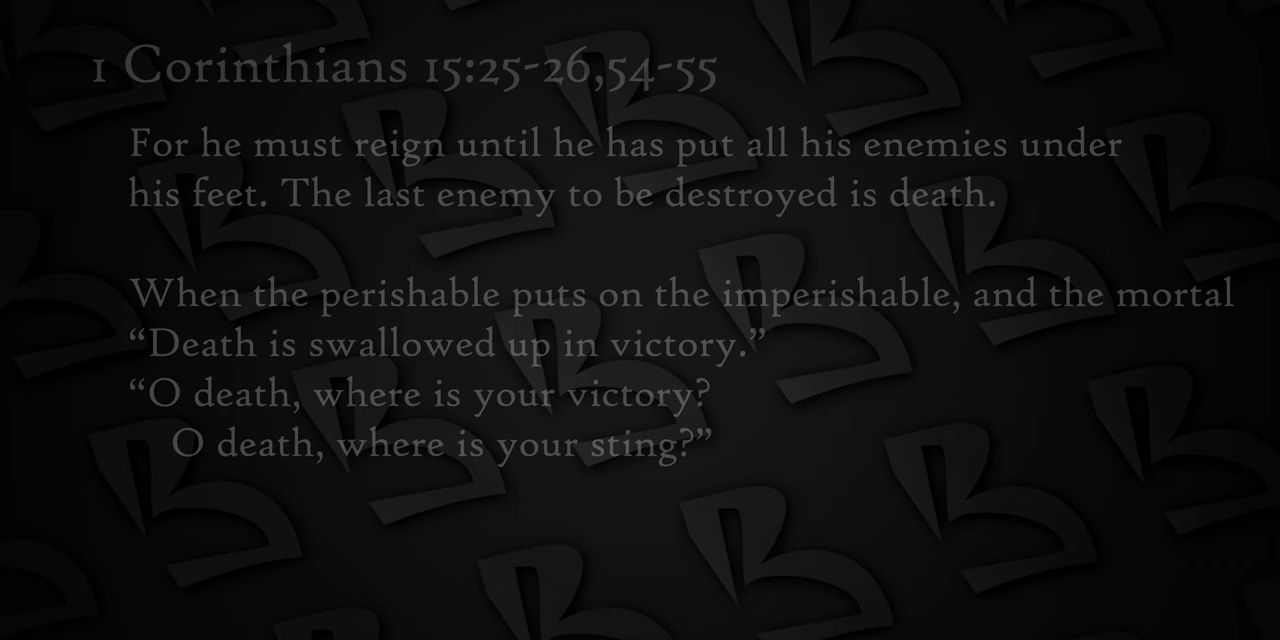 1 Corinthians 15:25-26,54-55
For he must reign until he has put all his enemies under
his feet. The last enemy to be destroyed is death.
When the perishable puts on the imperishable, and the mortal
“Death is swallowed up in victory.”
“O death, where is your victory?
O death, where is your sting?”